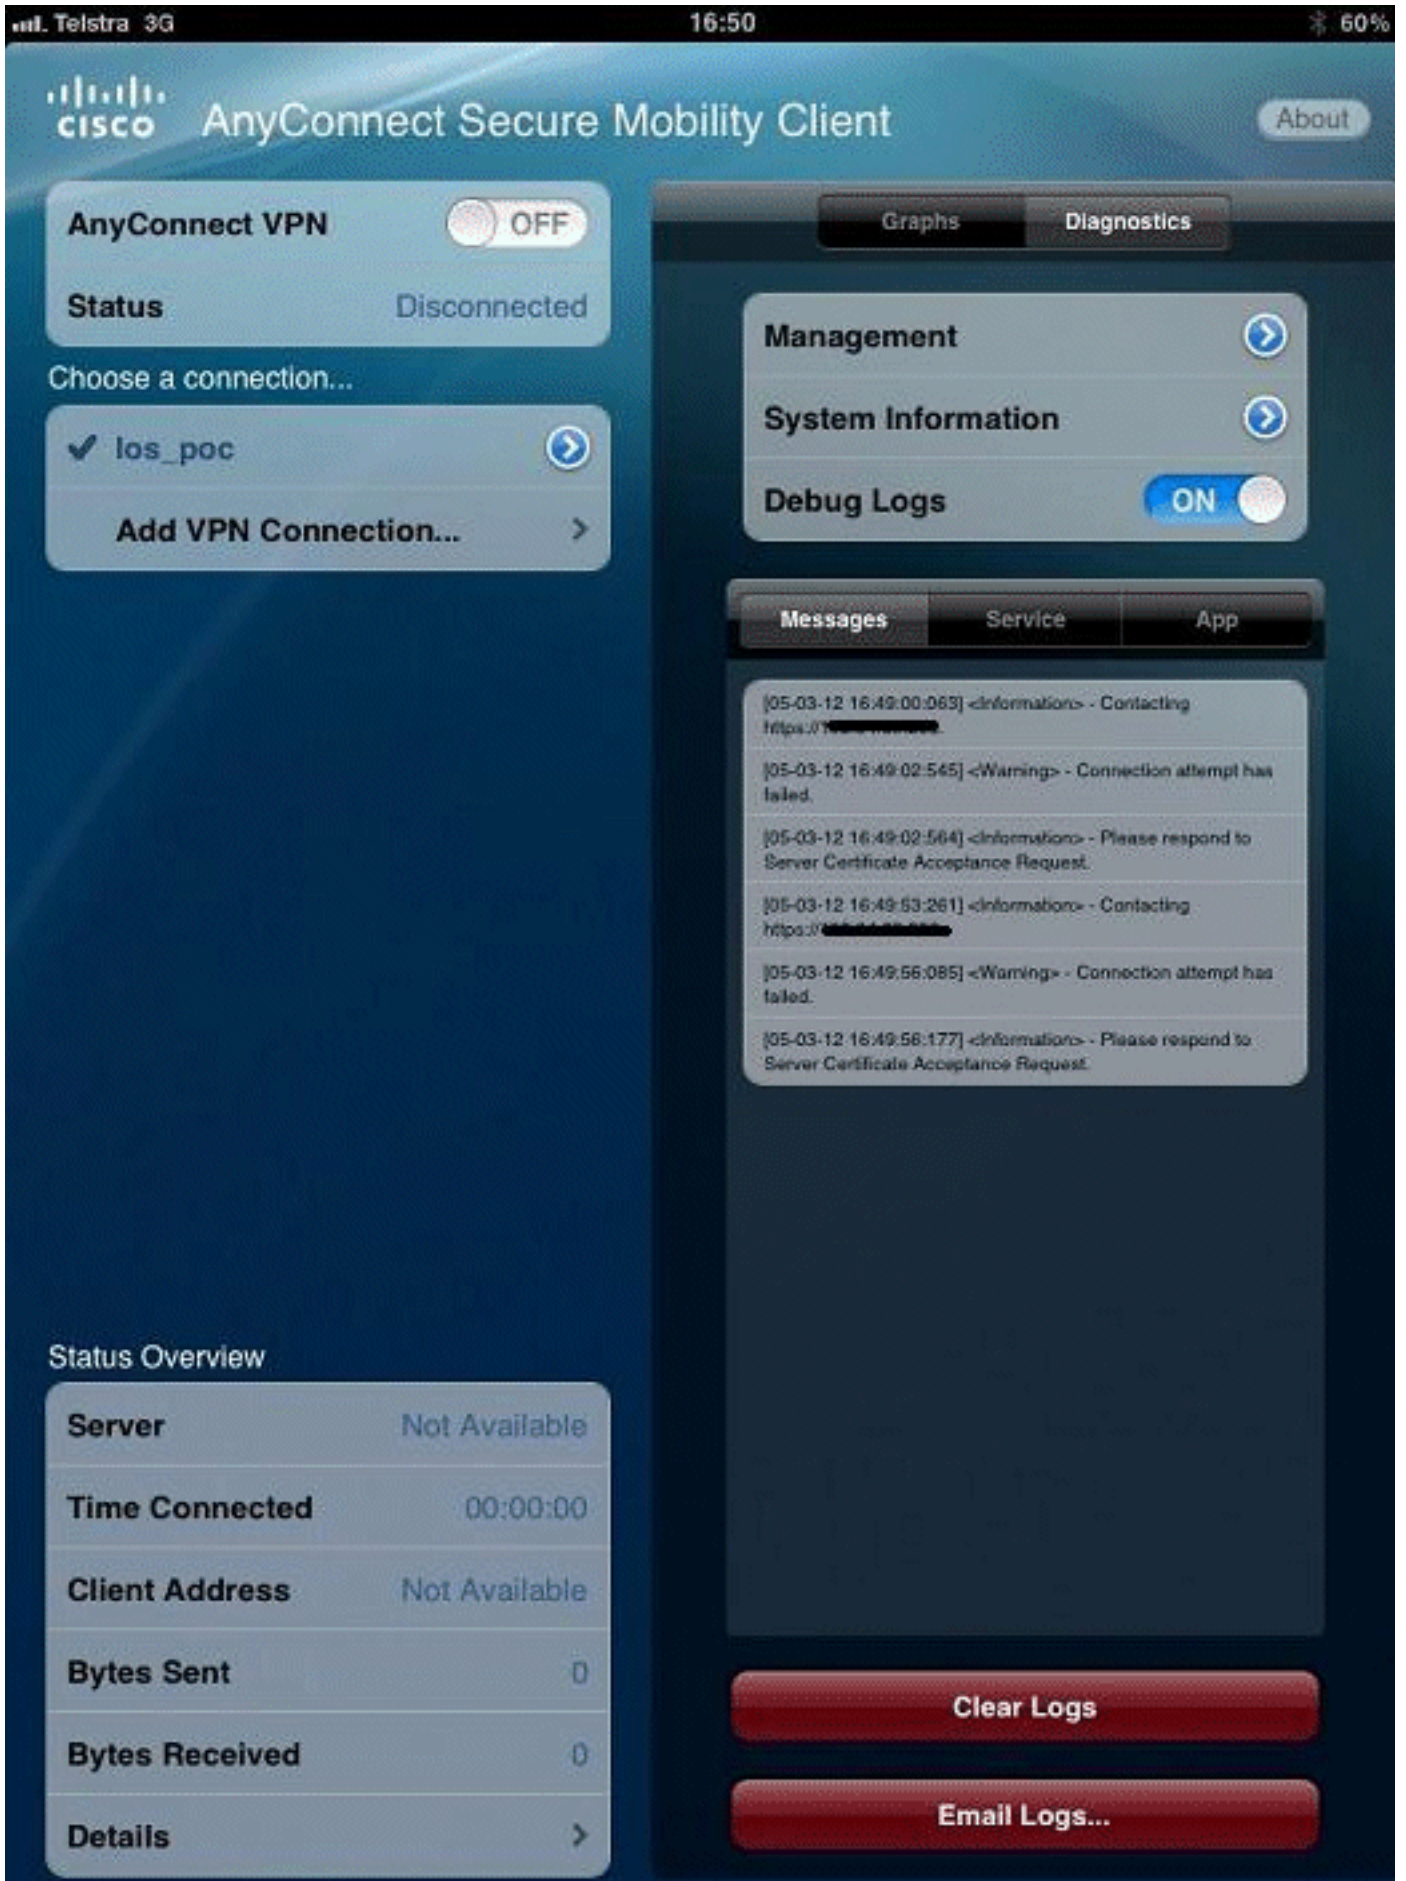 Telstra 3G
16:50
60%
CISCO
AnyConnect Secure Mobility Client
About
AnyConnect VPN
OFF
Status
Disconnected
Choose a connection...
Ios_poc
Add VPN Connection...
Graphs
Diagnostics
Management
System Information
Debug Logs
ON
Messages
Service
App
[05-03-12 16:49:00:063] <Information> - Contacting
https://
[05-03-12 16:49:02:545] <Warning> - Connection attempt has
failed.
[05-03-12 16:49:02:564] <Information> - Please respond to
Server Certificate Acceptance Request.
[05-03-12 16:49:53:261] <Information> - Contacting
https://
[05-03-12 16:49:56:085] <Warning> - Connection attempt has
failed.
[05-03-12 16:49:56:177] <Information> - Please respond to
Server Certificate Acceptance Request.
Status Overview
Server
Not Available
Time Connected
00:00:00
Client Address
Not Available
Bytes Sent
0
Bytes Received
0
Details
Clear Logs
Email Logs...